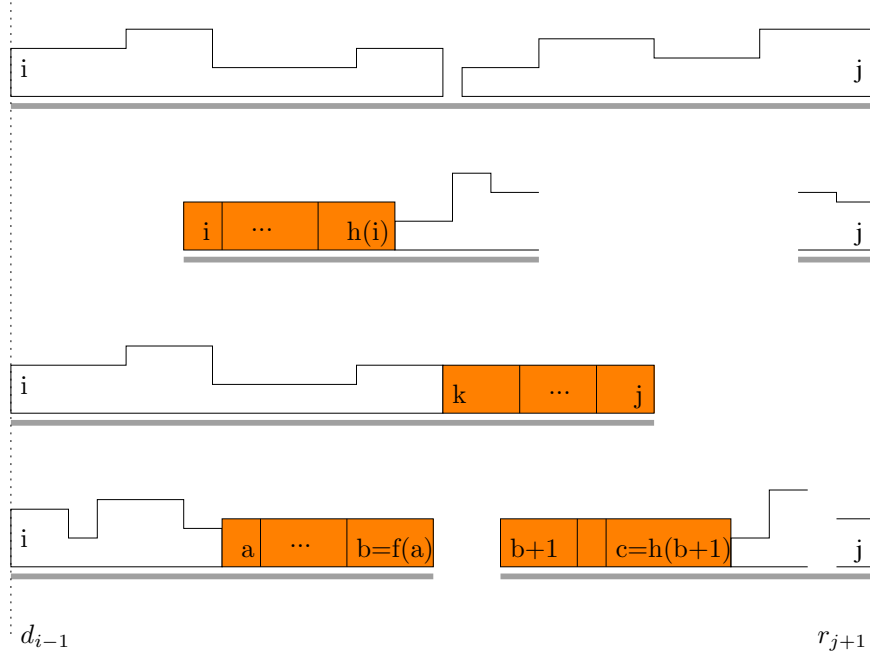 i j
i ... h(i) j
i k ... j
i a ... b=f(a) b+1 c=h(b+1) j
d_{i−1} r_{j+1}